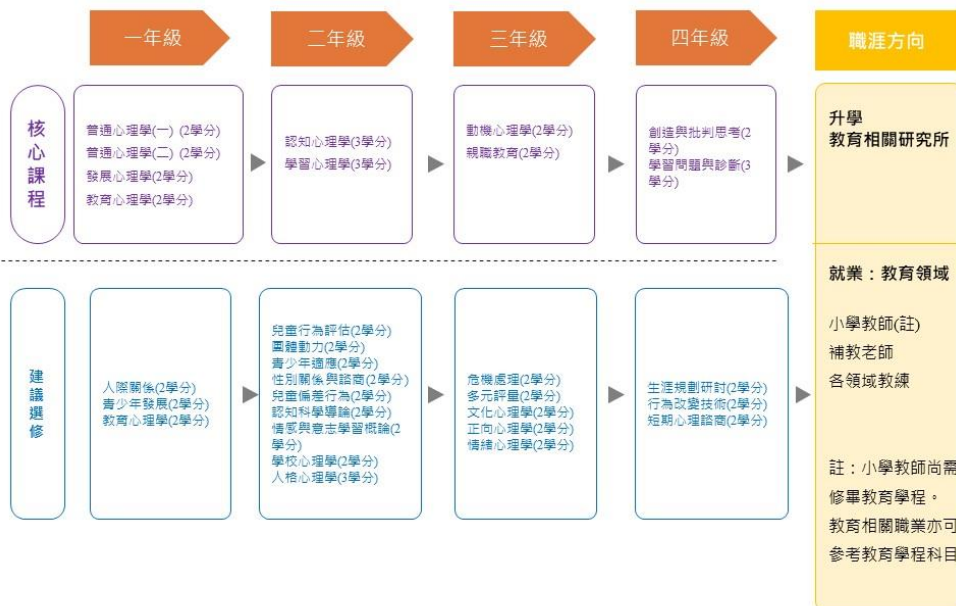 一年級
二年級
三年級
四年級
職涯方向
核
心
課
程
普通心理學(一) (2學分)
普通心理學(二) (2學分)
發展心理學(2學分)
教育心理學(2學分)
認知心理學(3學分)
學習心理學(3學分)
動機心理學(2學分)
親職教育(2學分)
創造與批判思考(2
學分)
學習問題與診斷(3
學分)
升學
教育相關研究所
建
議
選
修
人際關係(2學分)
青少年發展(2學分)
教育心理學(2學分)
兒童行為評估(2學分)
團體動力(2學分)
青少年適應(2學分)
性別關係與諮商(2學分)
兒童偏差行為(2學分)
認知科學導論(2學分)
情感與意志學習概論(2
學分)
學校心理學(2學分)
人格心理學(3學分)
危機處理(2學分)
多元評量(2學分)
文化心理學(2學分)
正向心理學(2學分)
情緒心理學(2學分)
生涯規劃研討(2學分)
行為改變技術(2學分)
短期心理諮商(2學分)
就業：教育領域
小學教師(註)
補教老師
各領域教練
註：小學教師尚需
修畢教育學程。
教育相關職業亦可
參考教育學程科目